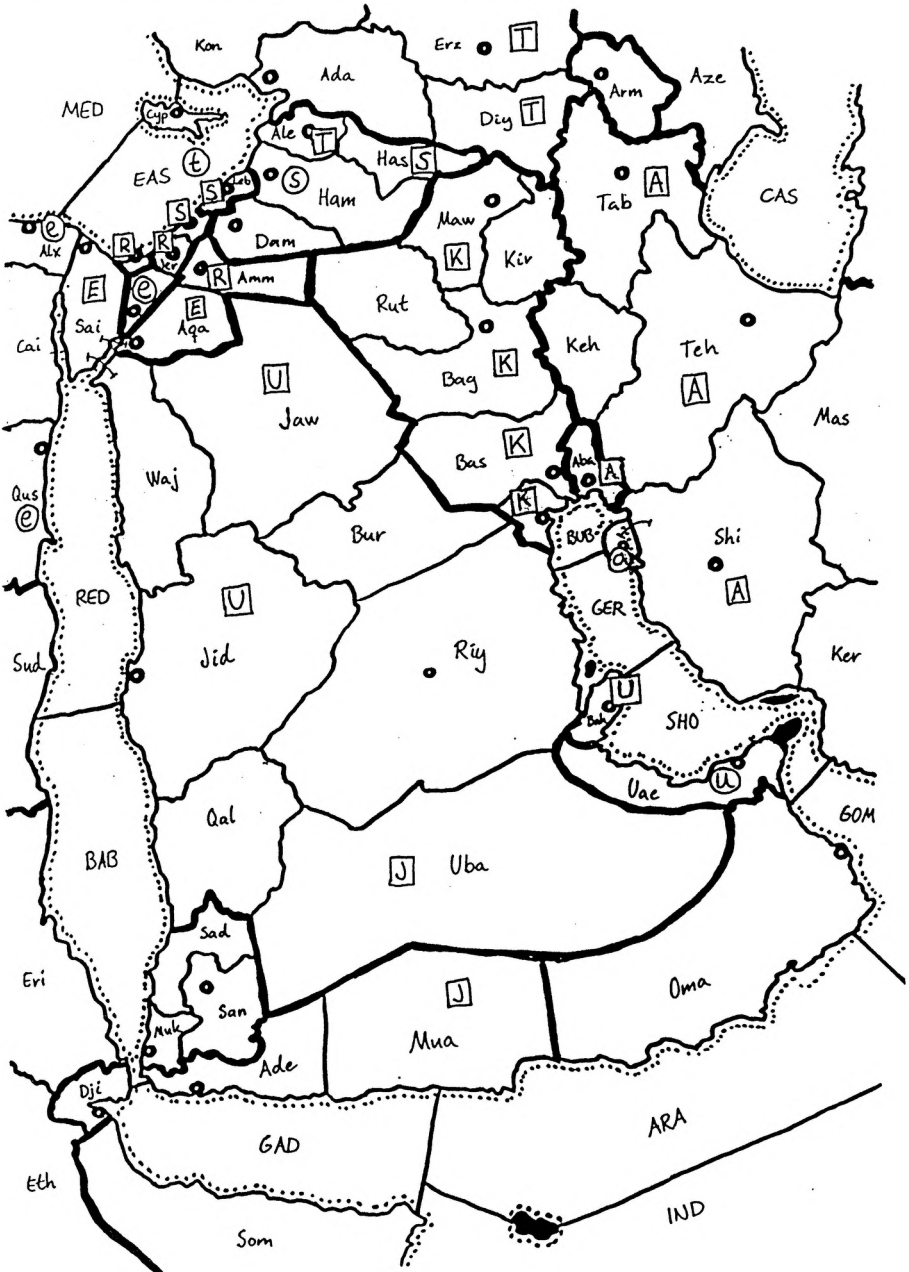 Kon
Ada
Erz T
Arm
Aze
MED
Cyp
Ale
T
Diy T
EAS t
Has S
CAS
S
Leb
S
Ham
Tab A
S
Dam
Maw
K
Kir
e
Alx
R
R
Jer
R Amm
E
Sai
e
E
Aqa
Rut
Cai
Keh
Teh
A
Bag K
U
Jaw
Mas
Bas K
Aba
A
Waj
K
Qus
e
Bur
BUB
Shi
A
a
RED
U
Jid
GER
Sud
Riy
Ker
U
Bah
SHO
Uae
u
Qal
GOM
BAB
J Uba
Sad
Eri
San
J
Mua
Oma
Muk
Ade
Dji
GAD
ARA
Eth
IND
Som